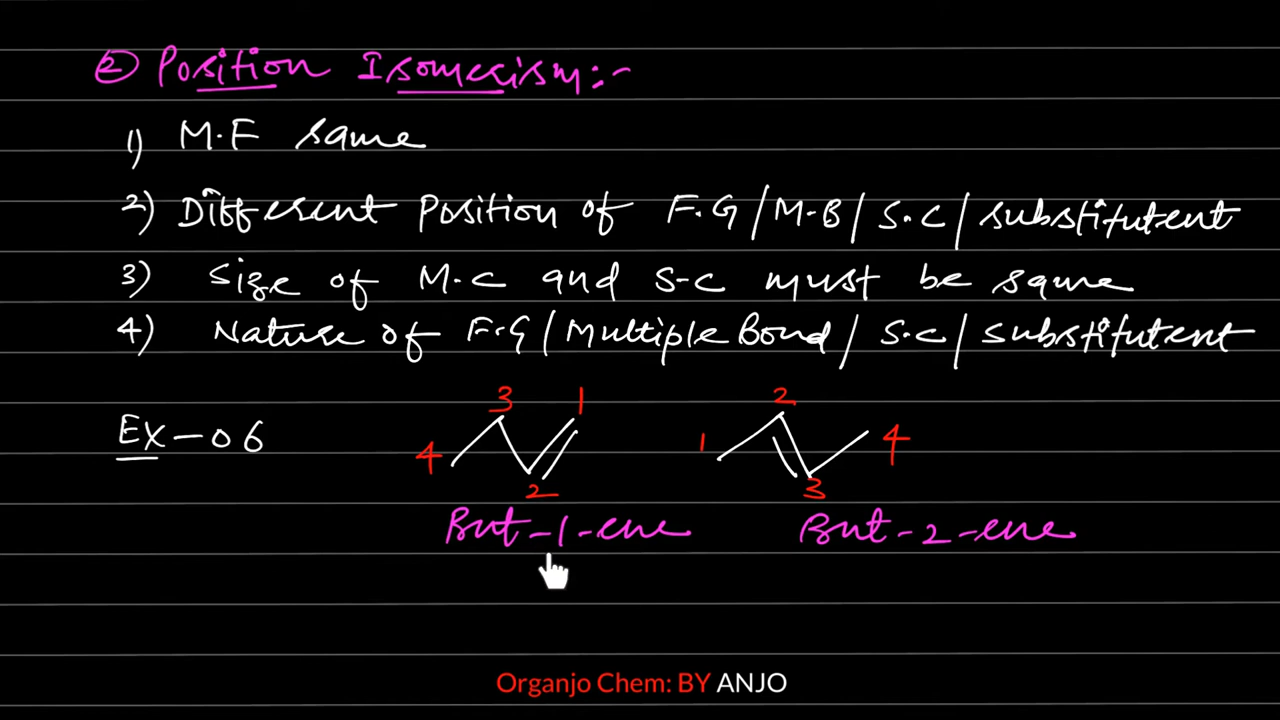 ② Position Isomerism:-
1) M.F same
2) Different Position of F.G/M.B/S.C/substitutent
3) Size of M.C and S-C must be same
4) Nature of F.G/Multiple Bond/S.C/substitutent
3 1 2
Ex-06 4 1 4
2 3
But-1-ene But-2-ene
Organjo Chem: BY ANJO